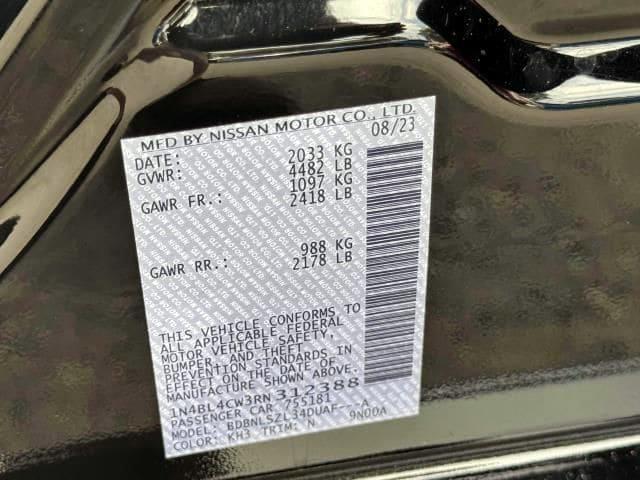 MFD BY NISSAN MOTOR CO., LTD.
DATE: 08/23
2033 KG
GVWR: 4482 LB
1097 KG
GAWR FR.: 2418 LB
988 KG
GAWR RR.: 2178 LB
THIS VEHICLE CONFORMS TO
ALL APPLICABLE FEDERAL
MOTOR VEHICLE SAFETY,
BUMPER, AND THEFT
PREVENTION STANDARDS IN
EFFECT ON THE DATE OF
MANUFACTURE SHOWN ABOVE.
1N4BL4CW3RN312388
PASSENGER CAR 755181
MODEL: BDBNLSZL34DUAF---A
COLOR: KH3 TRIM: N 9N00A